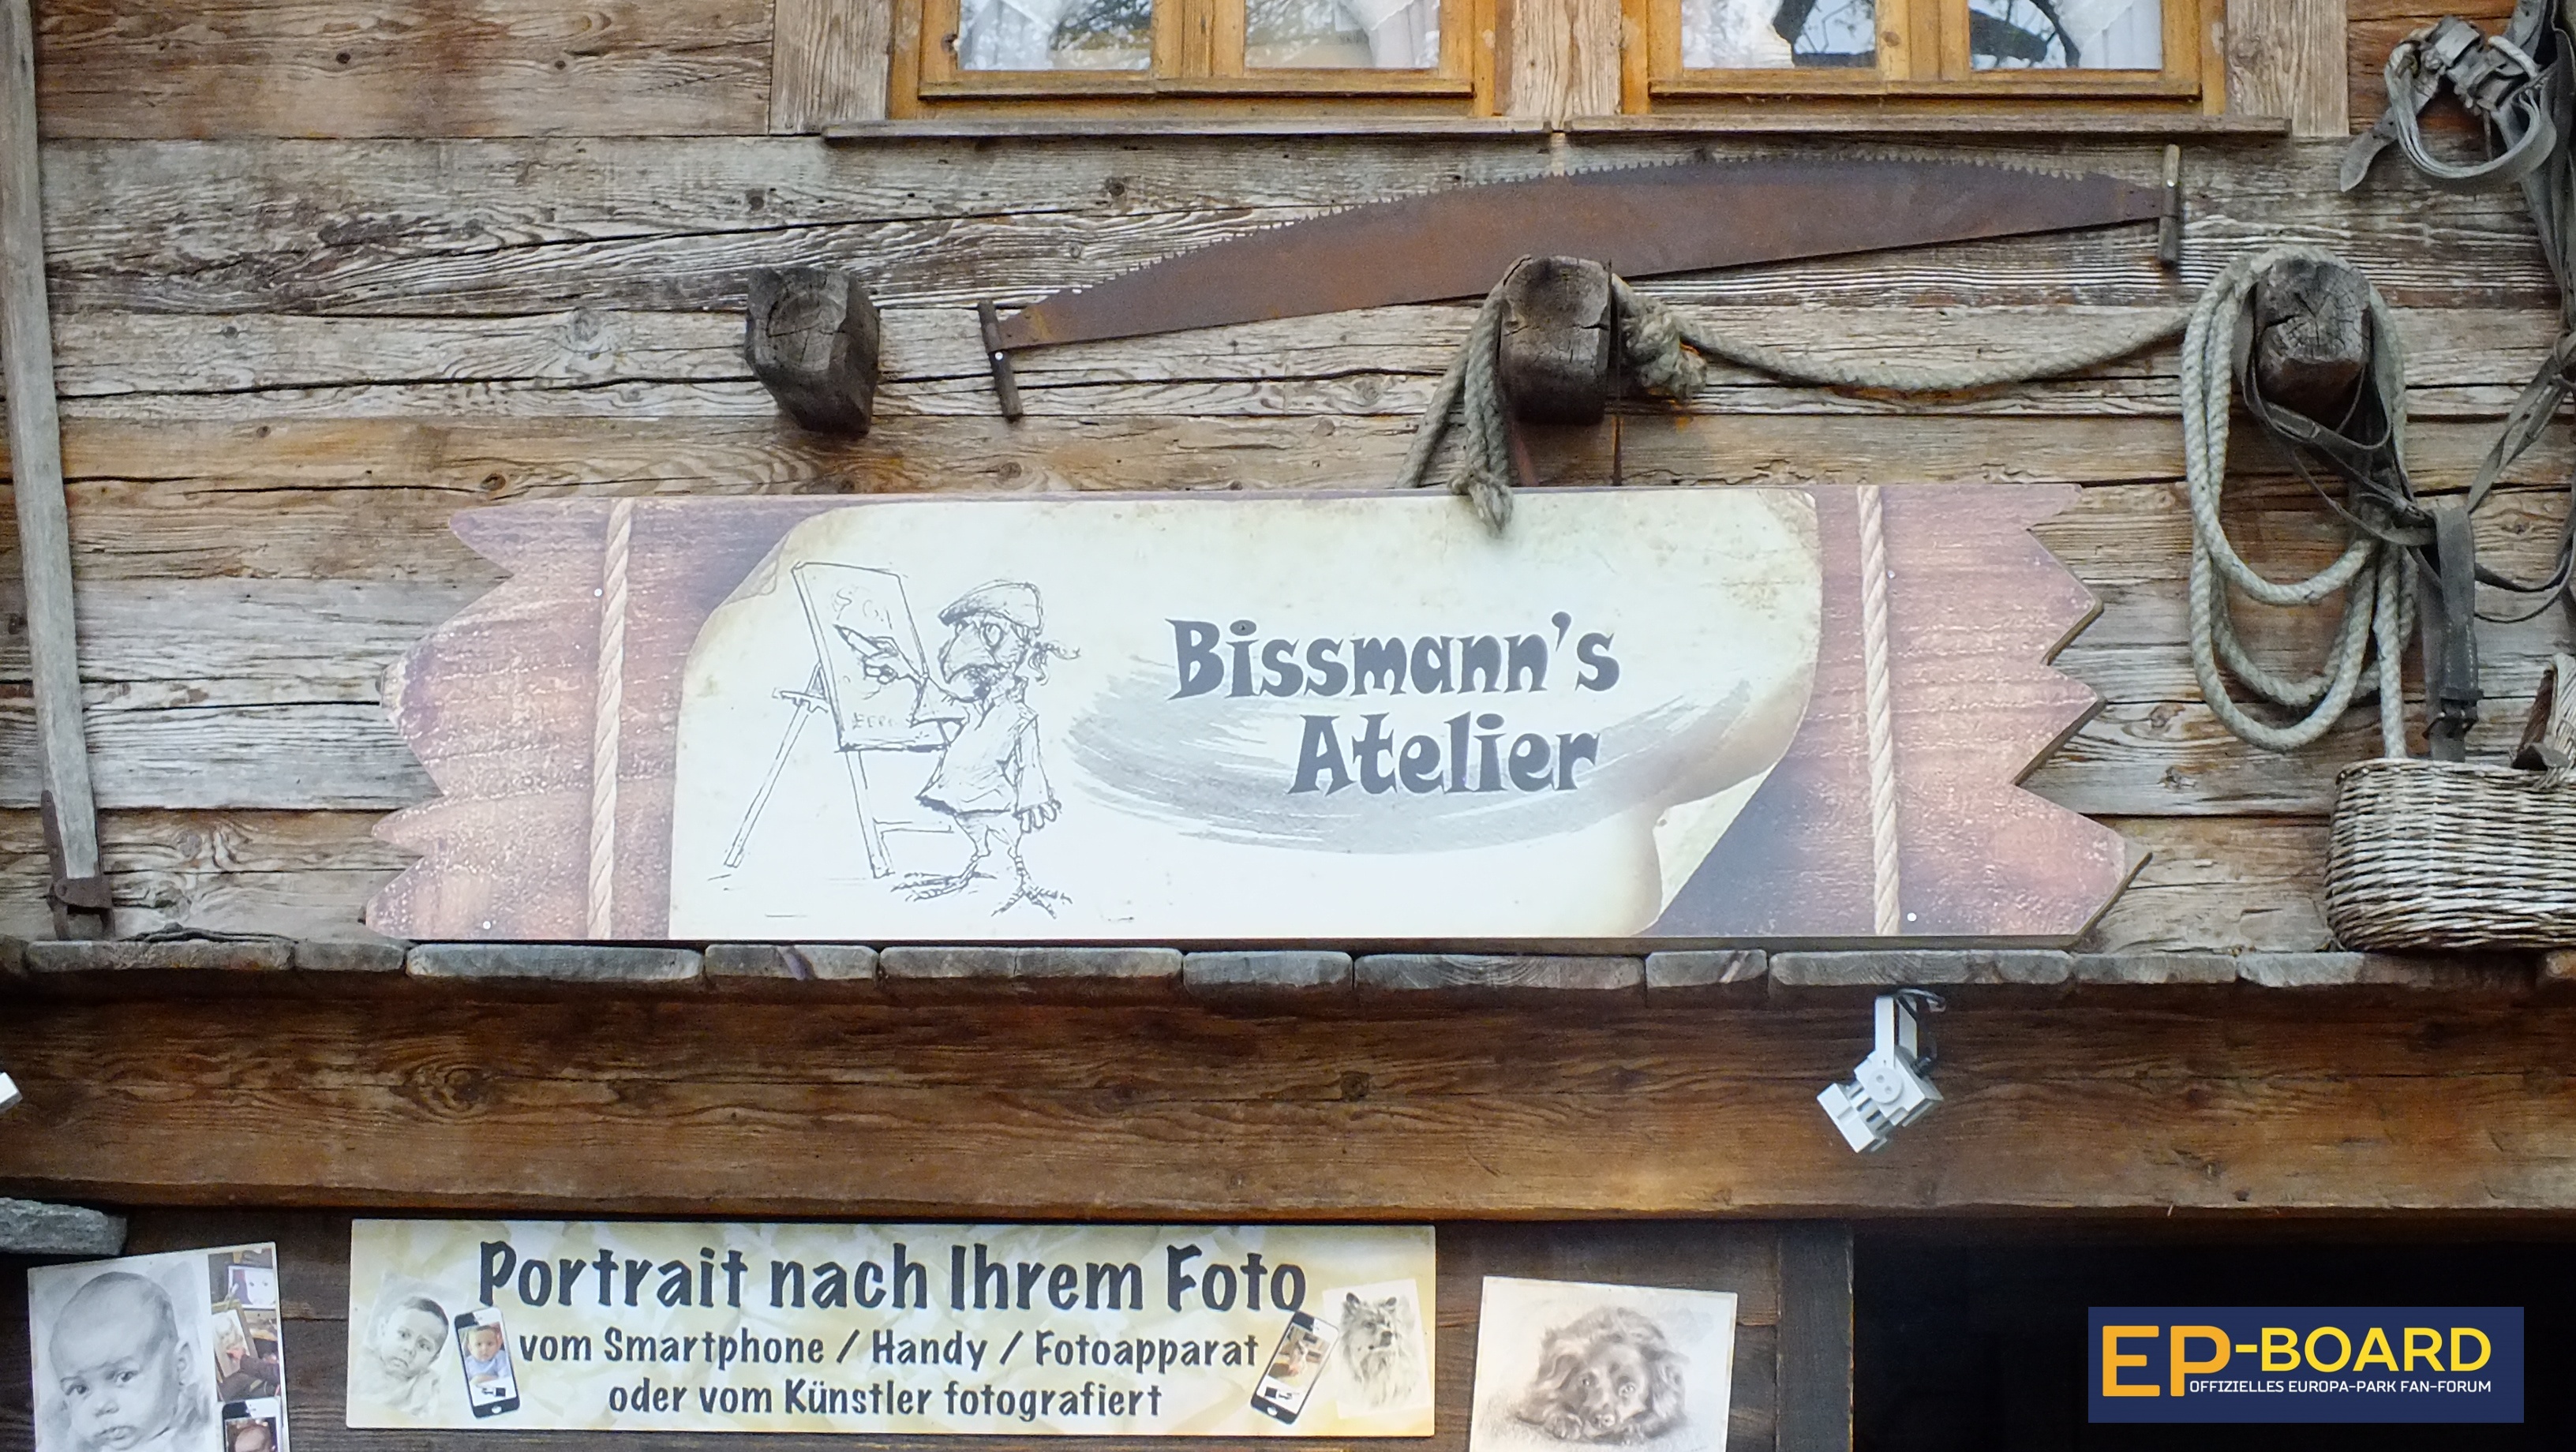 Bissmann's
Atelier
Portrait nach Ihrem Foto
vom Smartphone / Handy / Fotoapparat
oder vom Künstler fotografiert
EP-BOARD
OFFIZIELLES EUROPA-PARK FAN-FORUM